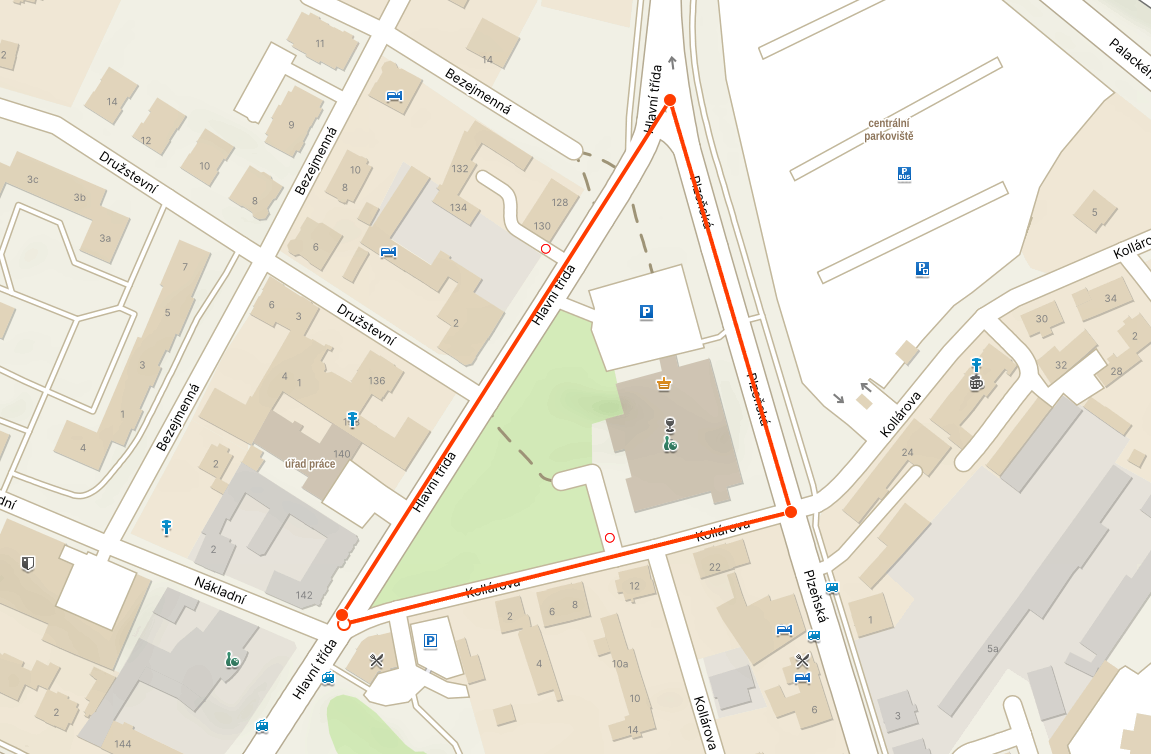 11
14
2
Bezejmenná
Hlavní třída
Palackého
14
12
9
10
8
Bezejmenná
Družstevní
3c
3b
3a
10
8
6
132
134
128
130
centrální
parkoviště
P
BUS
Plzeňská
5
Kollárova
7
5
3
1
4
6
3
4
1
Družstevní
2
136
Hlavní třída
P
P
34
30
2
32
28
Plzeňská
Kollárova
24
Bezejmenná
2
140
úřad práce
Hlavní třída
2
142
Nákladní
Kollárova
Kollárova
22
12
2
6
8
4
10a
10
14
P
Plzeňská
1
5a
6
3
Hlavní třída
Kollárova
2
144